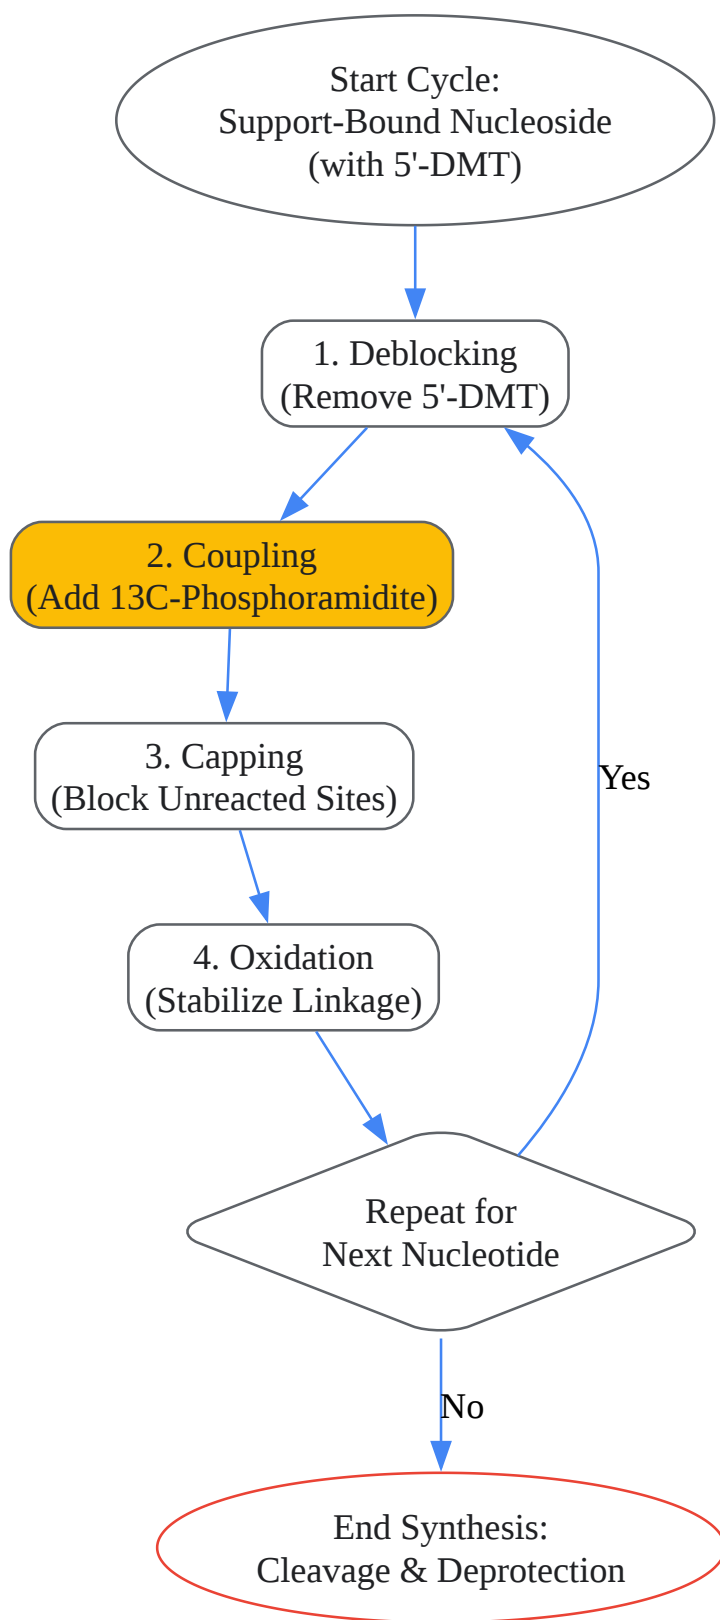 Start Cycle:
Support-Bound Nucleoside
(with 5'-DMT)
1. Deblocking
(Remove 5'-DMT)
2. Coupling
(Add 13C-Phosphoramidite)
3. Capping
(Block Unreacted Sites)
Yes
4. Oxidation
(Stabilize Linkage)
Repeat for
Next Nucleotide
No
End Synthesis:
Cleavage & Deprotection